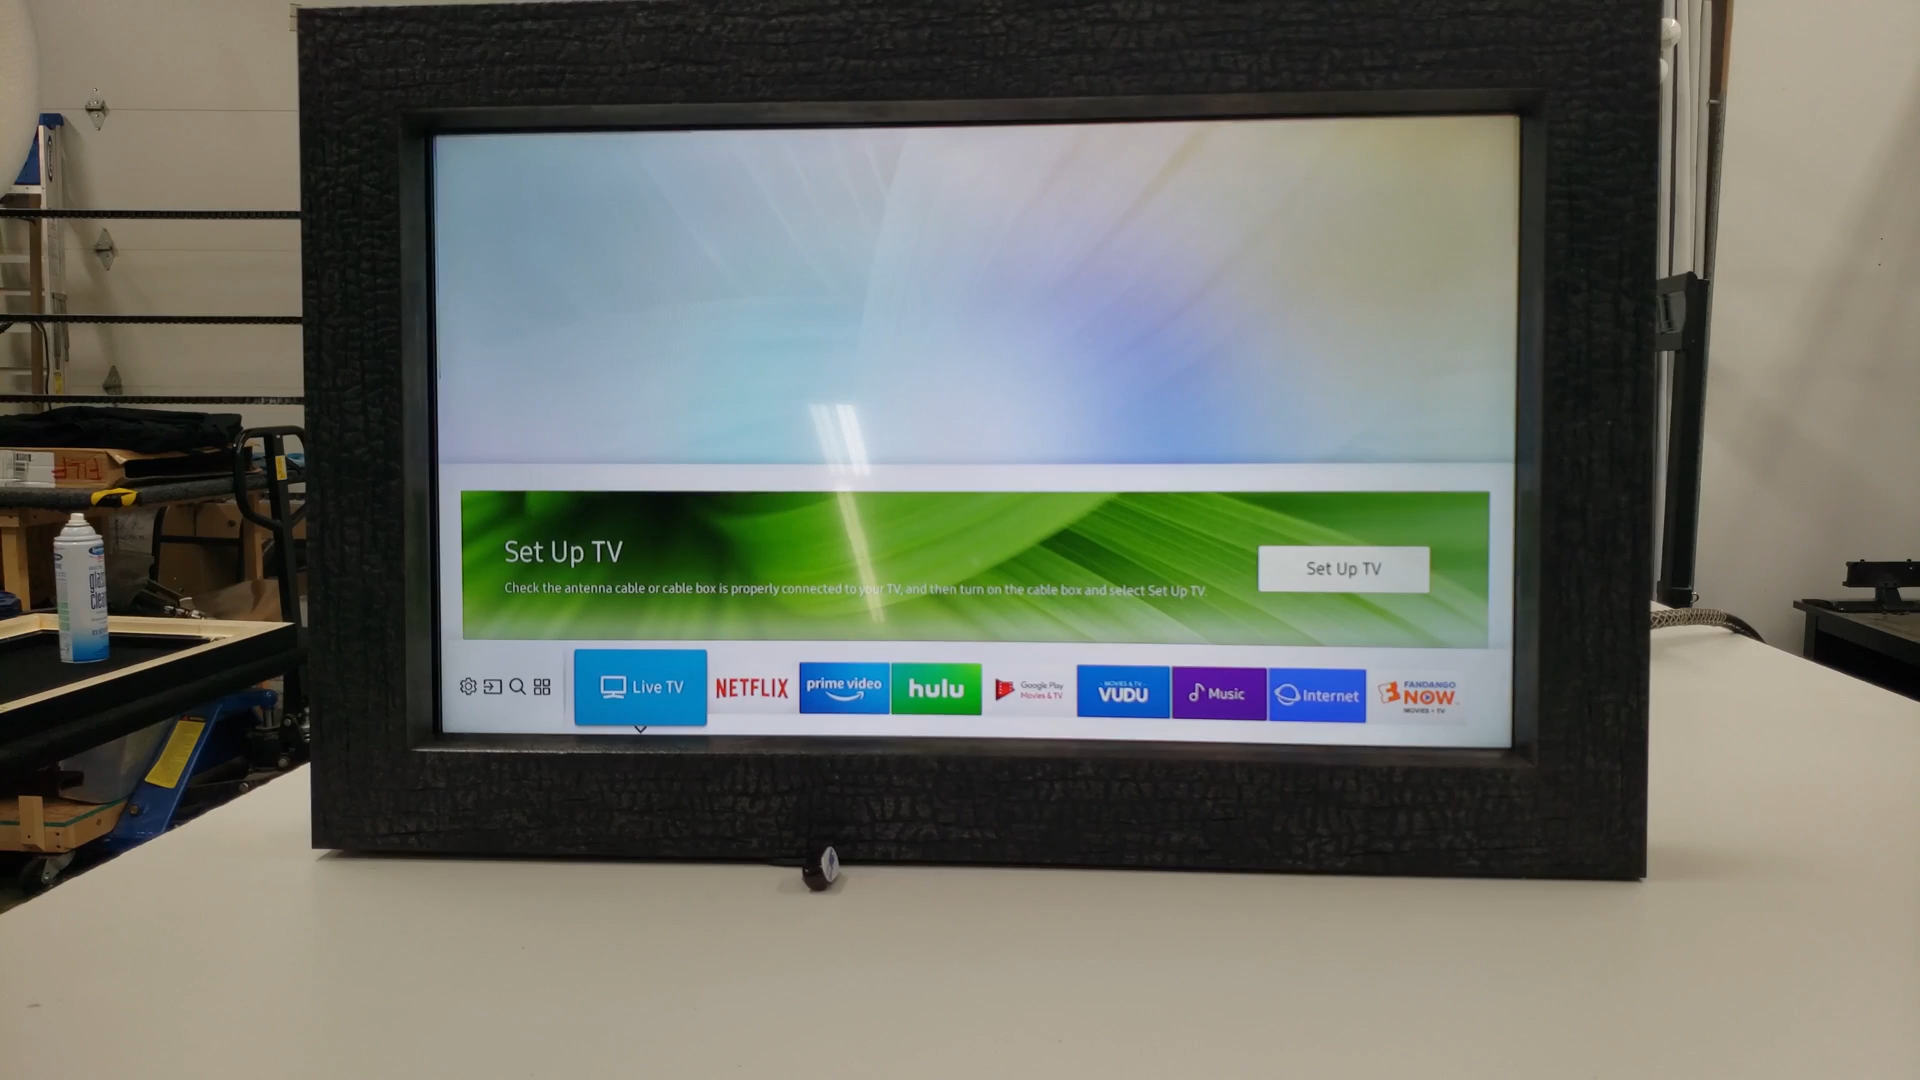 Set Up TV
Check the antenna cable or cable box is properly connected to your TV, and then turn on the cable box and select Set Up TV.
Set Up TV
Live TV
NETFLIX
prime video
hulu
Google Play
Movies & TV
MOVIES & TV
VUDU
Music
Internet
FANDANGO
NOW
MOVIES + TV